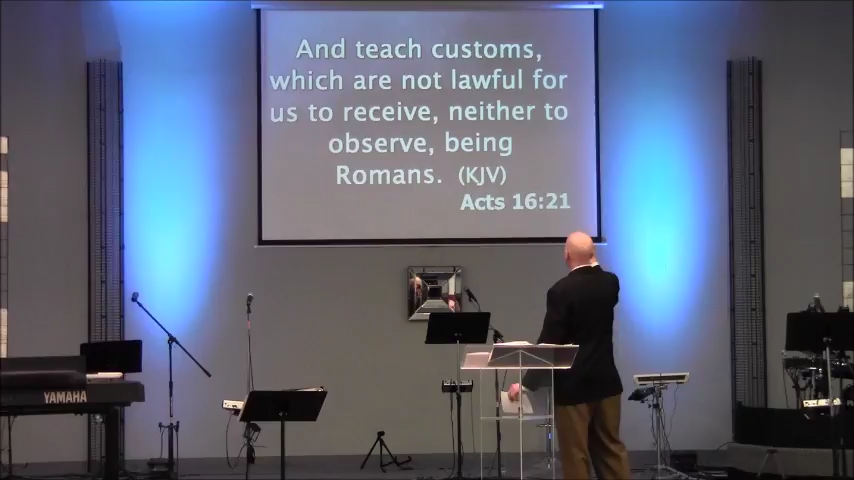 And teach customs,
which are not lawful for
us to receive, neither to
observe, being
Romans. (KJV)
Acts 16:21
YAMAHA